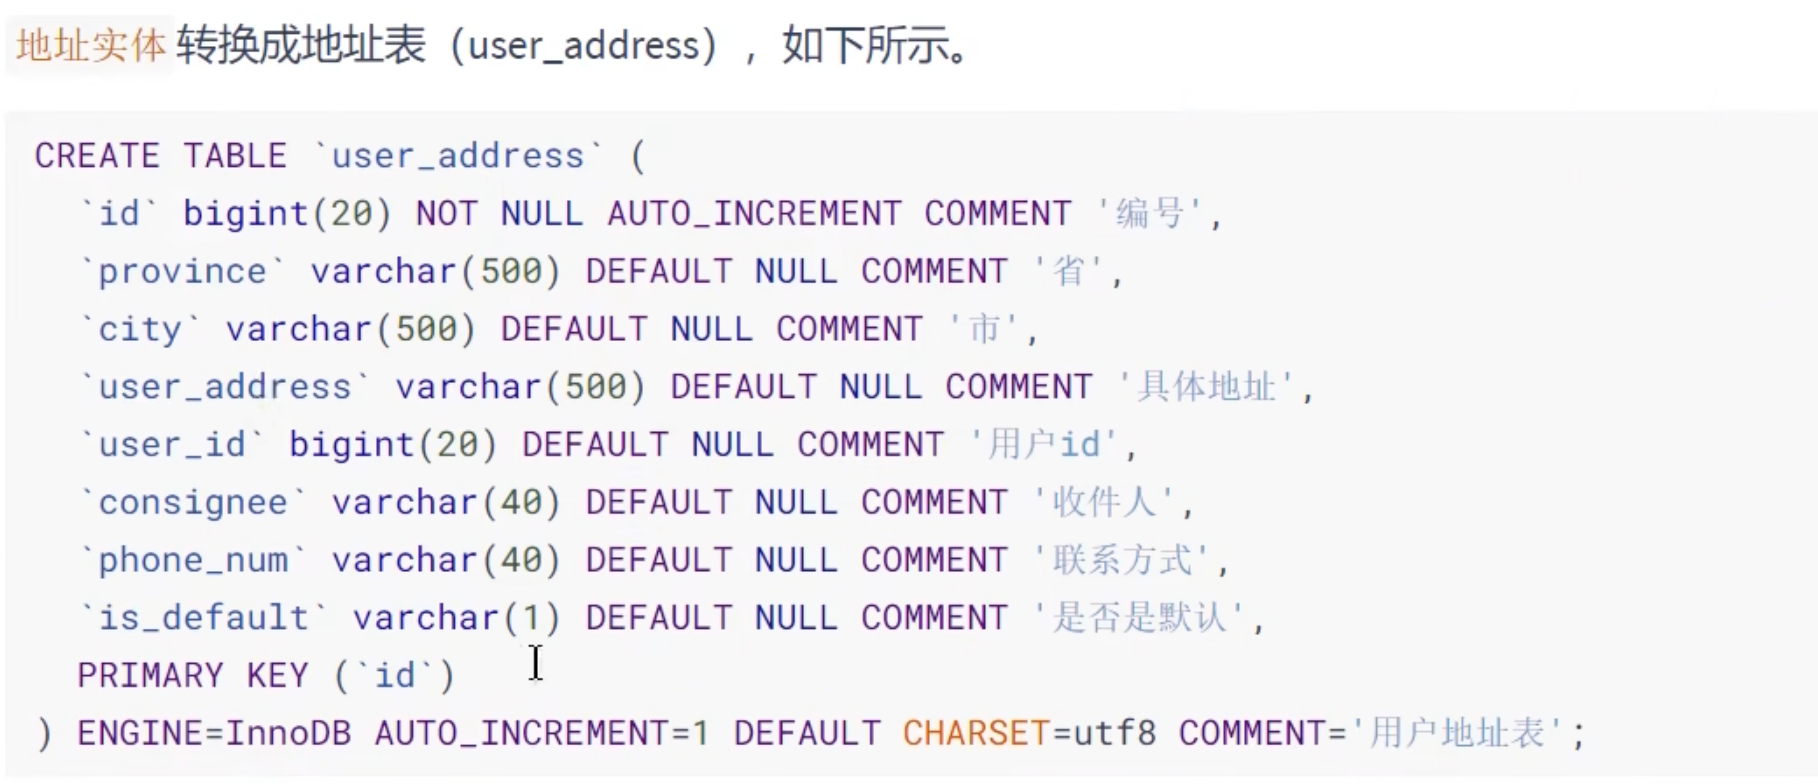 地址实体 转换成地址表（user_address），如下所示。
CREATE TABLE `user_address` (
`id` bigint(20) NOT NULL AUTO_INCREMENT COMMENT '编号',
`province` varchar(500) DEFAULT NULL COMMENT '省',
`city` varchar(500) DEFAULT NULL COMMENT '市',
`user_address` varchar(500) DEFAULT NULL COMMENT '具体地址',
`user_id` bigint(20) DEFAULT NULL COMMENT '用户id',
`consignee` varchar(40) DEFAULT NULL COMMENT '收件人',
`phone_num` varchar(40) DEFAULT NULL COMMENT '联系方式',
`is_default` varchar(1) DEFAULT NULL COMMENT '是否是默认',
PRIMARY KEY (`id`)
) ENGINE=InnoDB AUTO_INCREMENT=1 DEFAULT CHARSET=utf8 COMMENT='用户地址表';